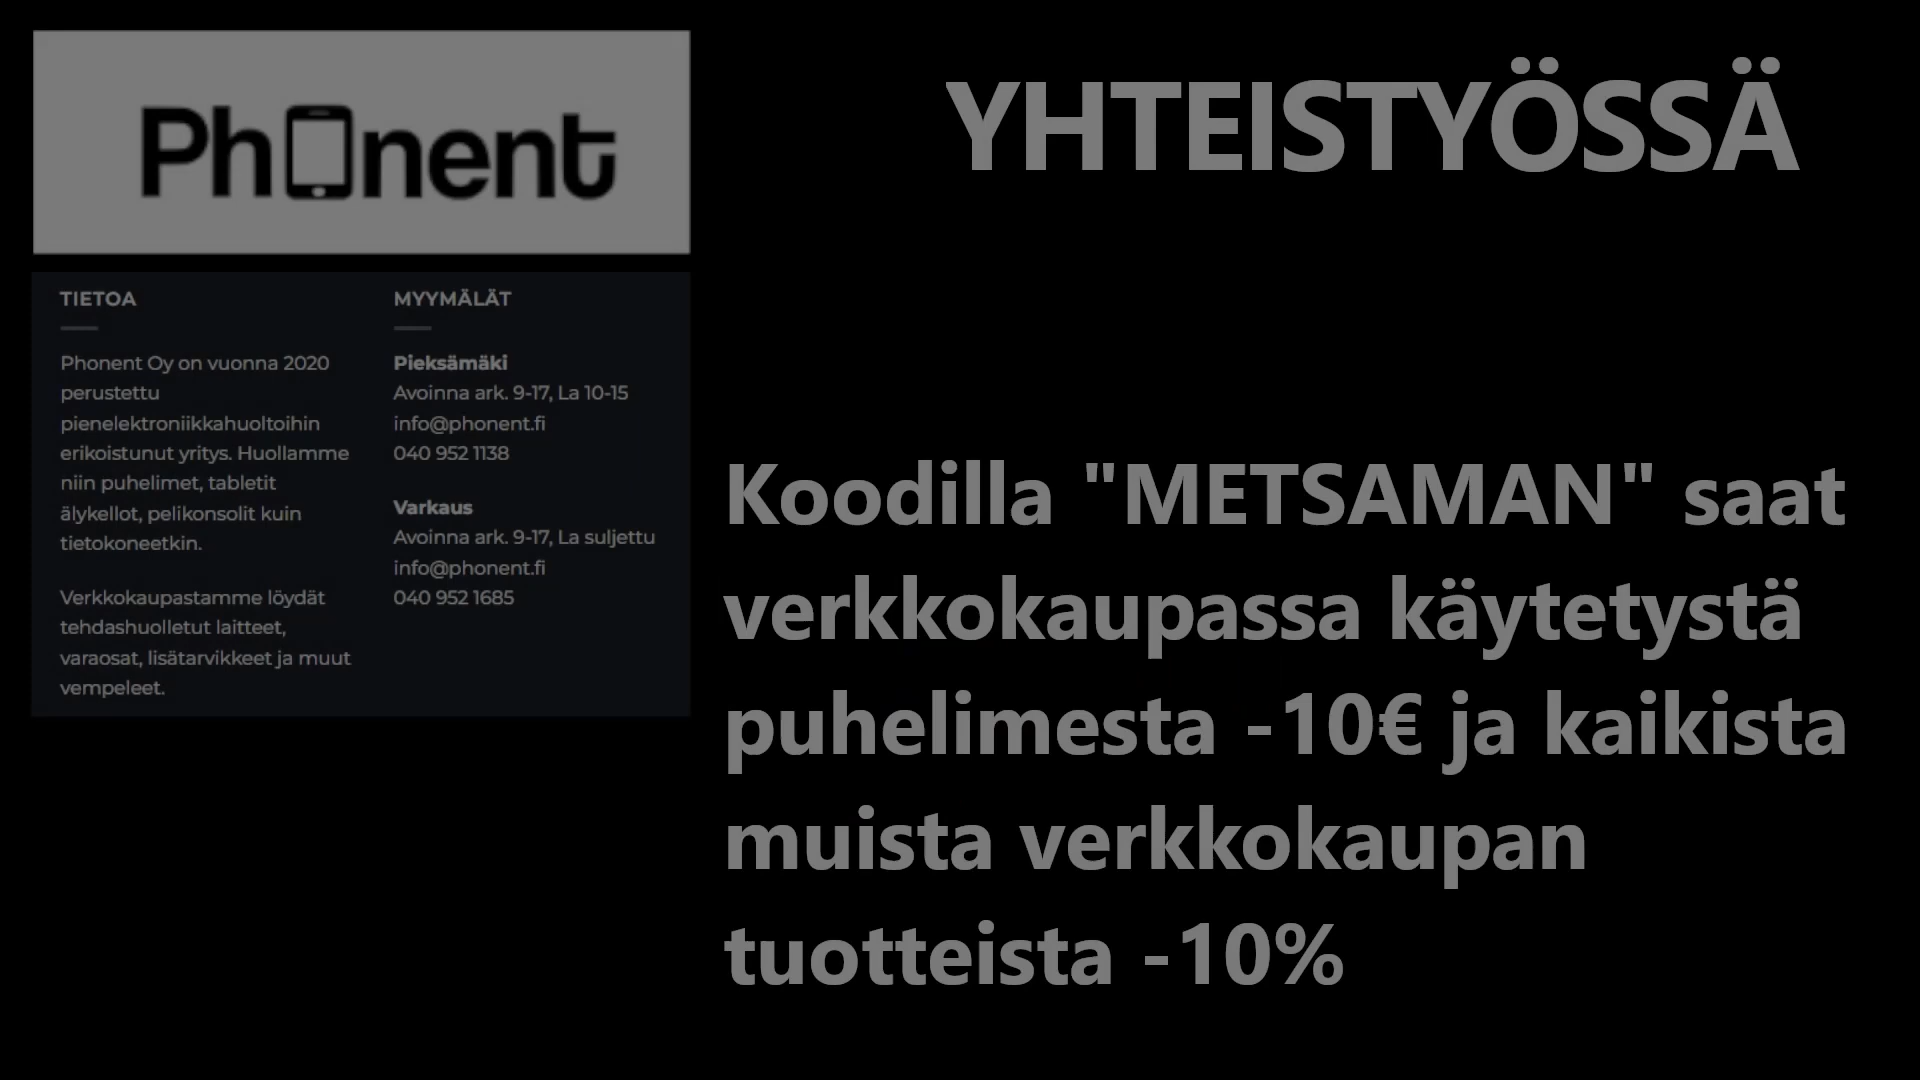 Phonent
YHTEISTYÖSSÄ
TIETOA
Phonent Oy on vuonna 2020
perustettu
pienelektroniikkahuoltoihin
erikoistunut yritys. Huollamme
niin puhelimet, tabletit
älykellot, pelikonsolit kuin
tietokoneetkin.
Verkkokaupastamme löydät
tehdashuolletut laitteet,
varaosat, lisätarvikkeet ja muut
vempeleet.
MYYMÄLÄT
Pieksämäki
Avoinna ark. 9-17, La 10-15
info@phonent.fi
040 952 1138
Varkaus
Avoinna ark. 9-17, La suljettu
info@phonent.fi
040 952 1685
Koodilla "METSAMAN" saat
verkkokaupassa käytetystä
puhelimesta -10€ ja kaikista
muista verkkokaupan
tuotteista -10%